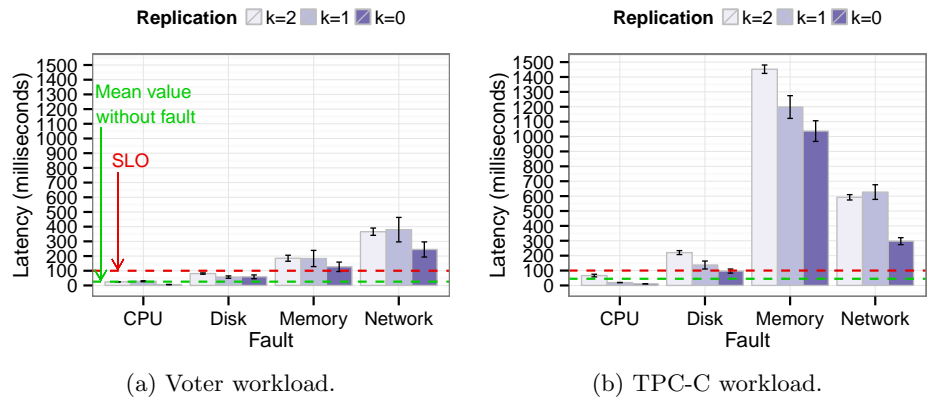 Replication k=2 k=1 k=0
Latency (milliseconds)
1500
1400
1300
1200
1100
1000
900
800
700
600
500
400
300
200
100
0
Mean value
without fault
SLO
CPU Disk Memory Network
Fault
(a) Voter workload.
Replication k=2 k=1 k=0
Latency (milliseconds)
1500
1400
1300
1200
1100
1000
900
800
700
600
500
400
300
200
100
0
CPU Disk Memory Network
Fault
(b) TPC-C workload.